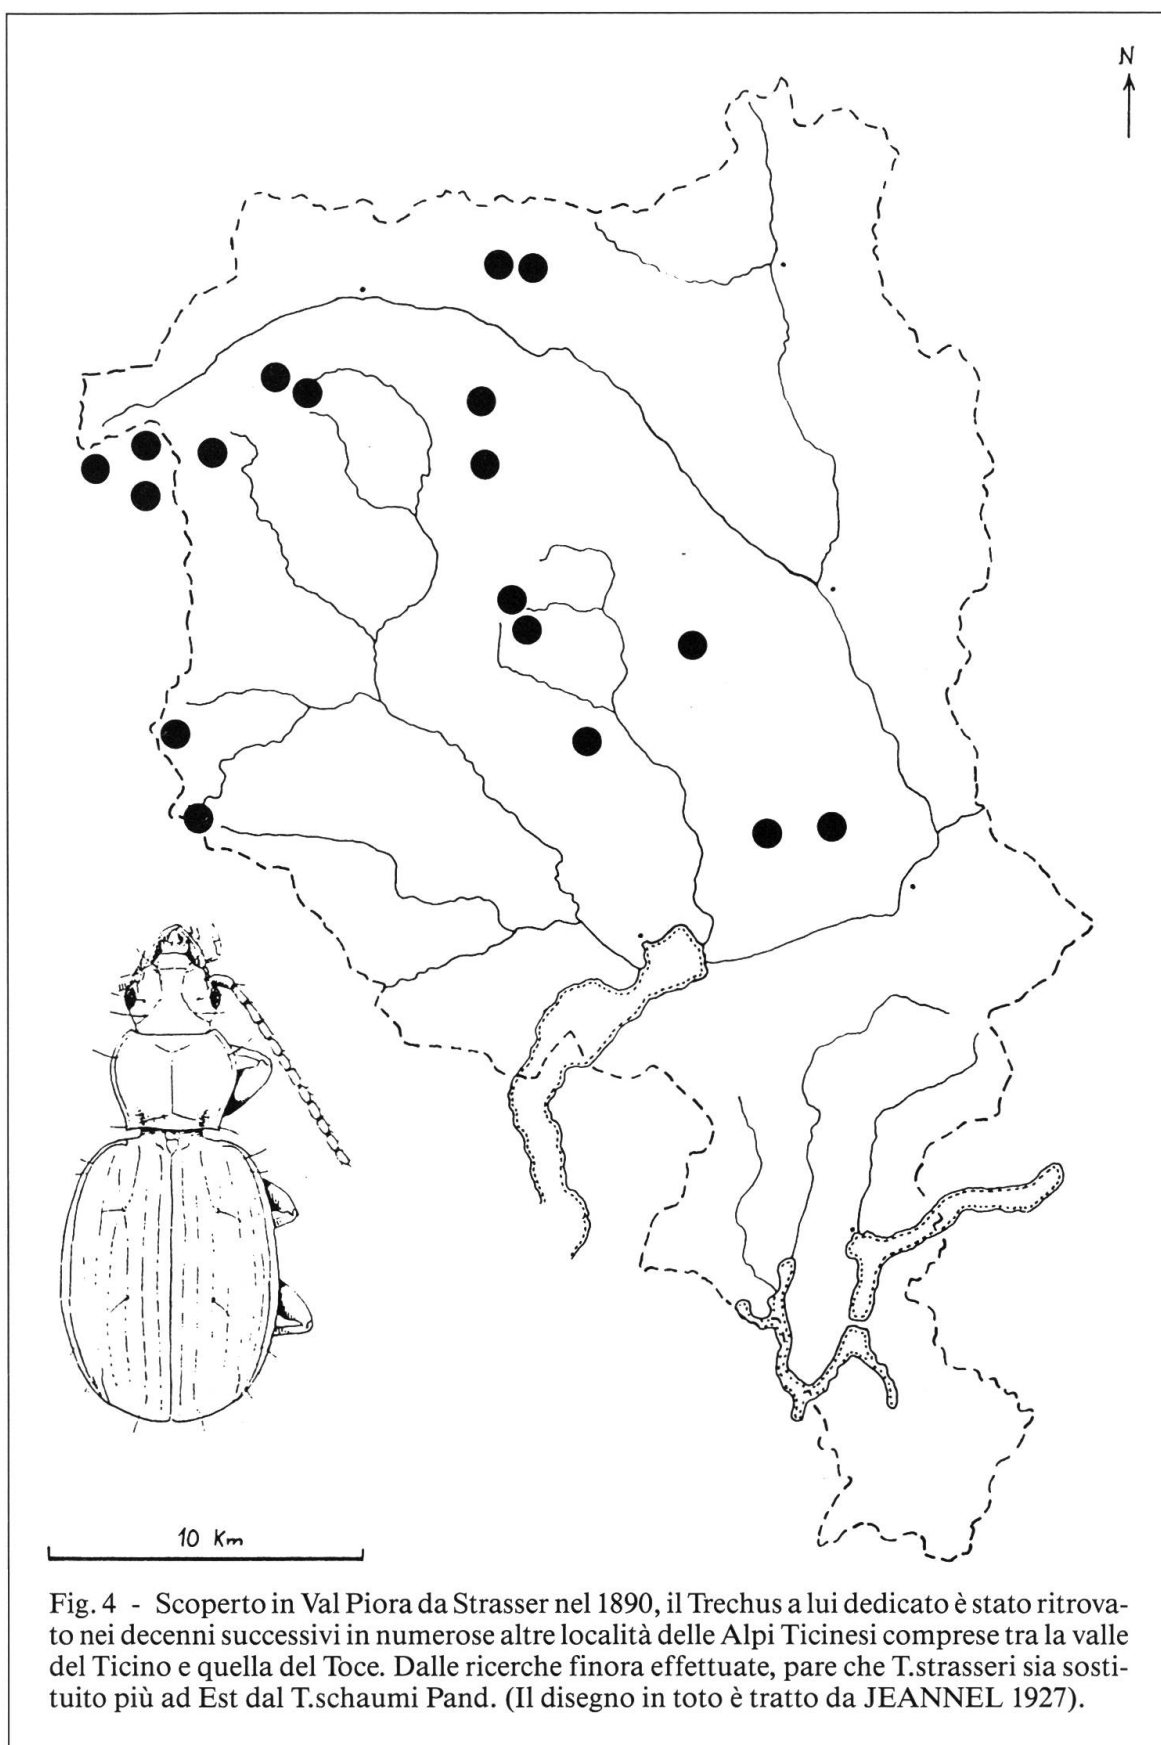 N
10 Km
Fig. 4 - Scoperto in Val Piora da Strasser nel 1890, il Trechus a lui dedicato è stato ritrova-
to nei decenni successivi in numerose altre località delle Alpi Ticinesi comprese tra la valle
del Ticino e quella del Toce. Dalle ricerche finora effettuate, pare che T.strasseri sia sosti-
tuito più ad Est dal T.schaumi Pand. (Il disegno in toto è tratto da JEANNEL 1927).